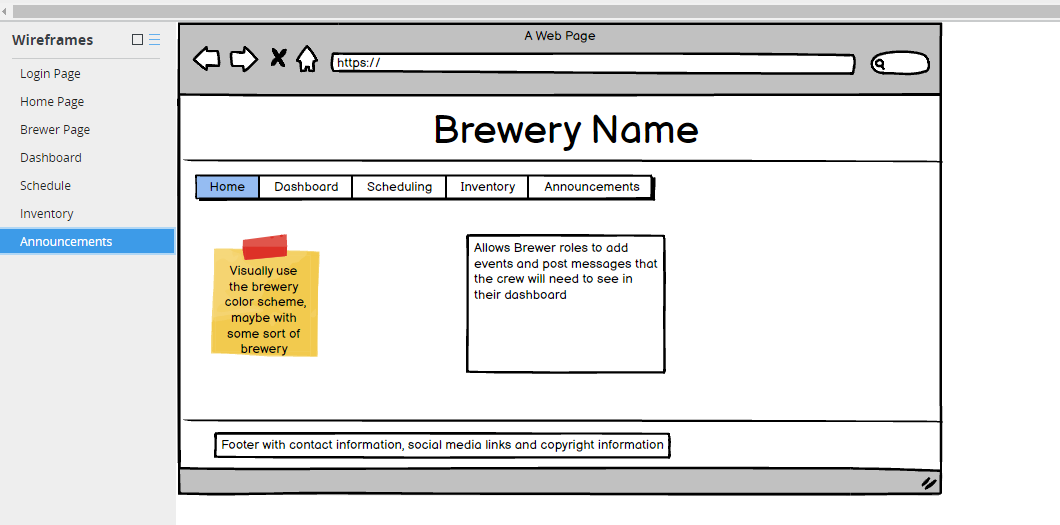 Wireframes
Login Page
Home Page
Brewer Page
Dashboard
Schedule
Inventory
Announcements
A Web Page
https://
Brewery Name
Home Dashboard Scheduling Inventory Announcements
Visually use
the brewery
color scheme,
maybe with
some sort of
brewery
Allows Brewer roles to add
events and post messages that
the crew will need to see in
their dashboard
Footer with contact information, social media links and copyright information